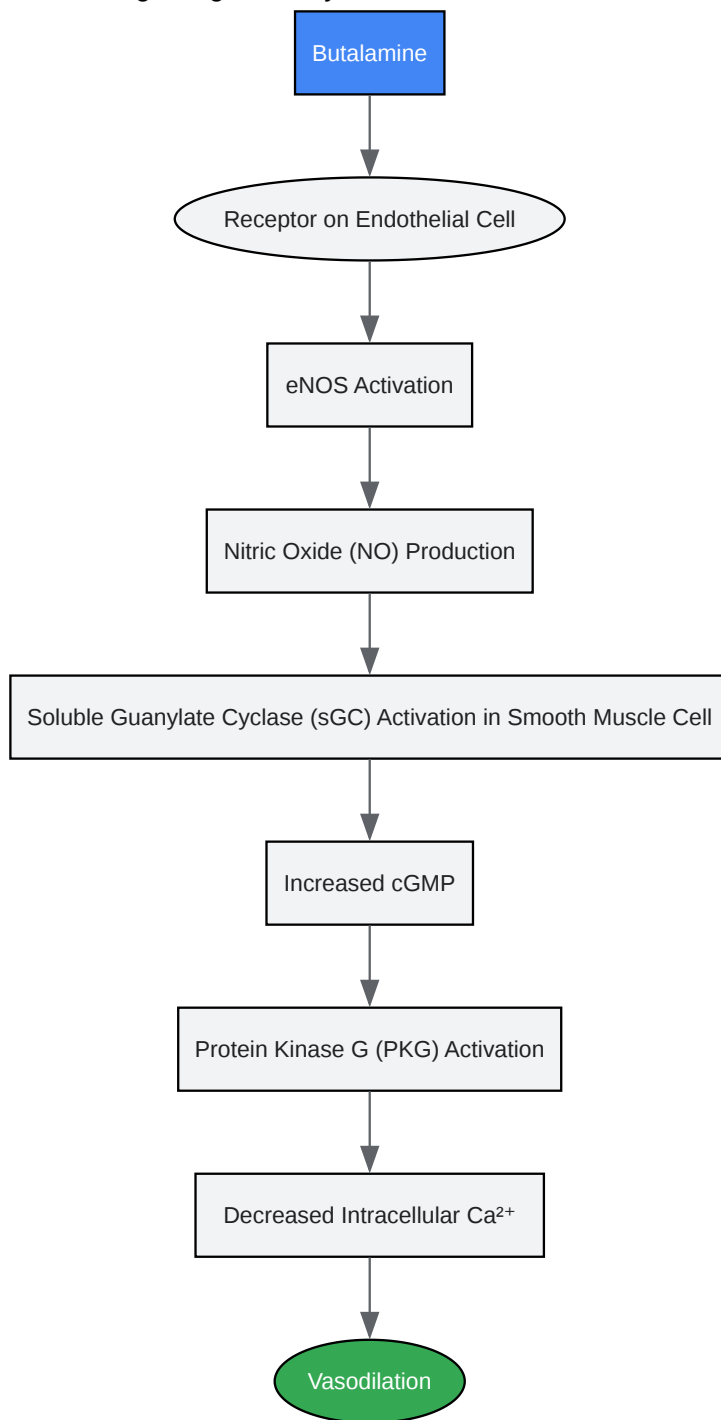 Butalamine
Receptor on Endothelial Cell
eNOS Activation
Nitric Oxide (NO) Production
Soluble Guanylate Cyclase (sGC) Activation in Smooth Muscle Cell
Increased cGMP
Protein Kinase G (PKG) Activation
Decreased Intracellular Ca²⁺
Vasodilation